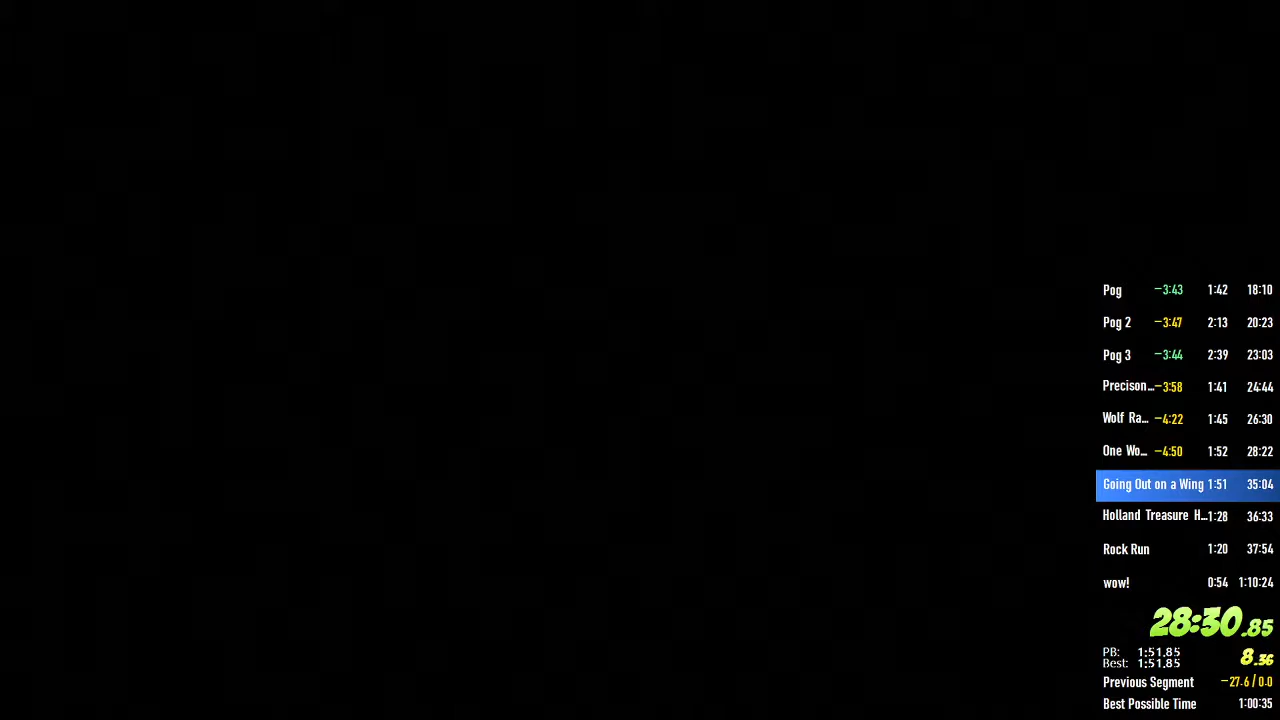 Pog −3:43 1:42 18:10
Pog 2 −3:47 2:13 20:23
Pog 3 −3:44 2:39 23:03
Precison... −3:58 1:41 24:44
Wolf Ra... −4:22 1:45 26:30
One Wo... −4:50 1:52 28:22
Going Out on a Wing 1:51 35:04
Holland Treasure H... 1:28 36:33
Rock Run 1:20 37:54
wow! 0:54 1:10:24
28:30.85
PB: 1:51.85 8.36
Best: 1:51.85
Previous Segment −27.6 / 0.0
Best Possible Time 1:00:35